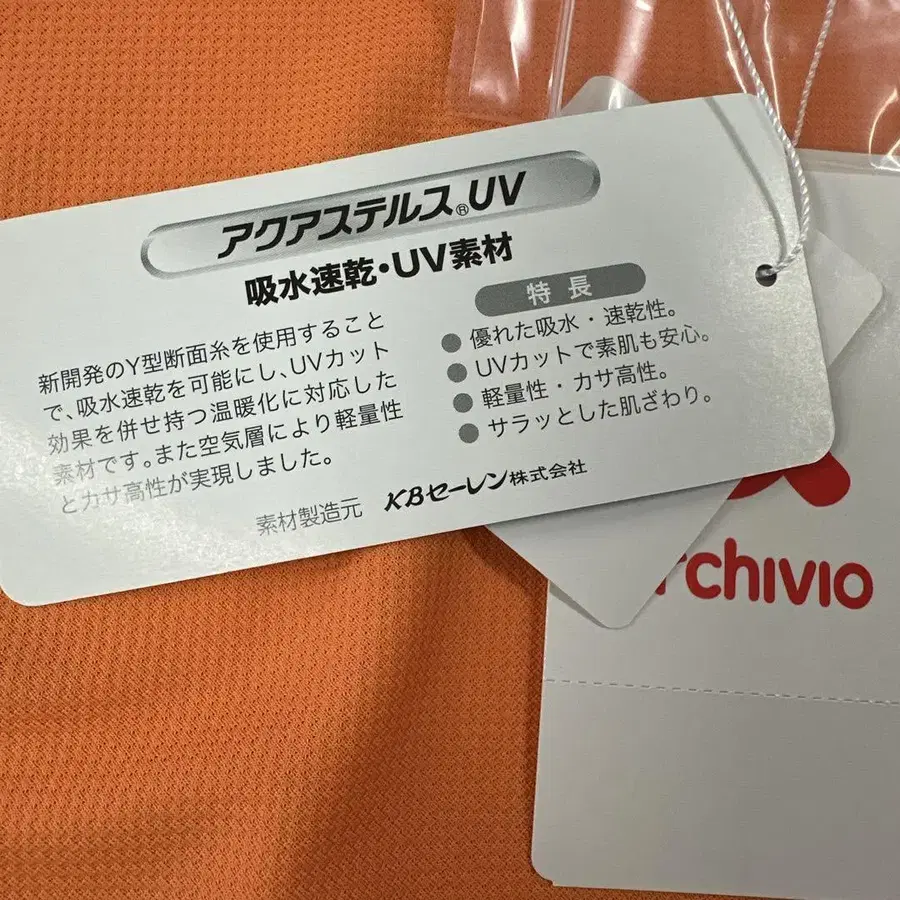 アクアステルス®UV
吸水速乾・UV素材
新開発のY型断面糸を使用すること
で、吸水速乾を可能にし、UVカット
効果を併せ持つ温暖化に対応した
素材です。また空気層により軽量性
とカサ高性が実現しました。
特長
● 優れた吸水・速乾性。
● UVカットで素肌も安心。
● 軽量性・カサ高性。
● サラッとした肌ざわり。
素材製造元 KBセーレン株式会社
rchivio